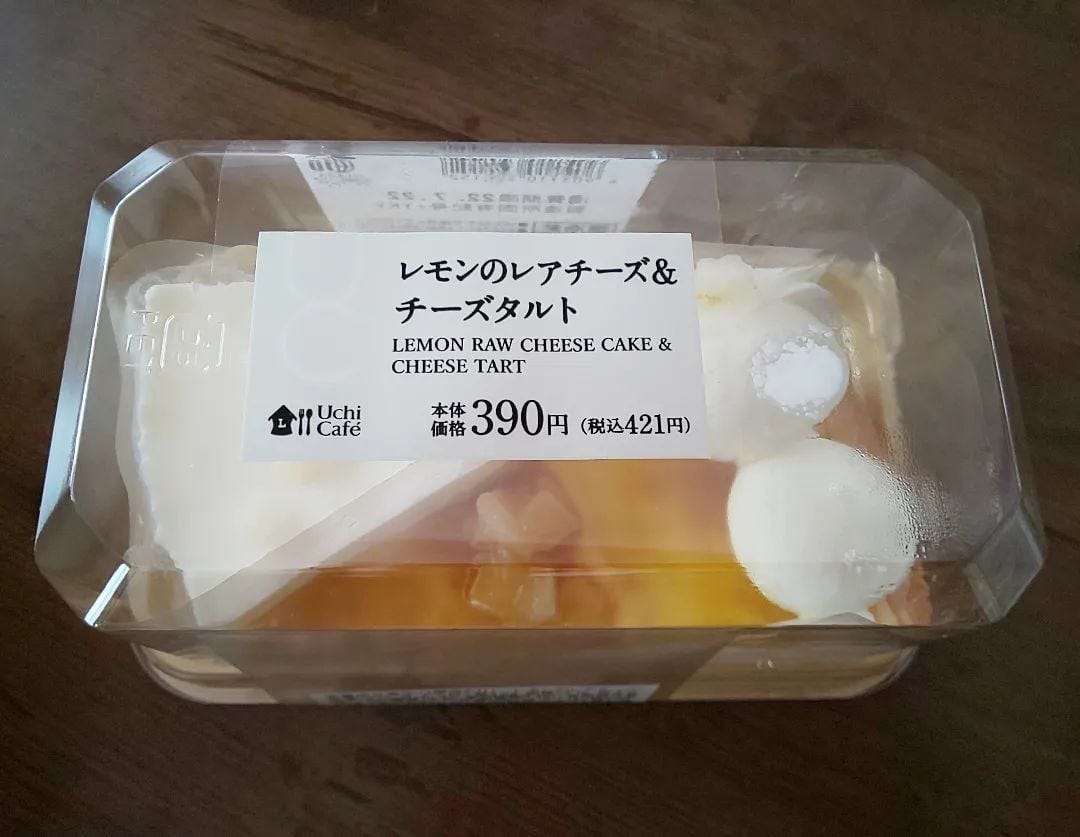 レモンのレアチーズ&
チーズタルト
LEMON RAW CHEESE CAKE &
CHEESE TART
L
Uchi
Café
本体
価格 390円 (税込421円)